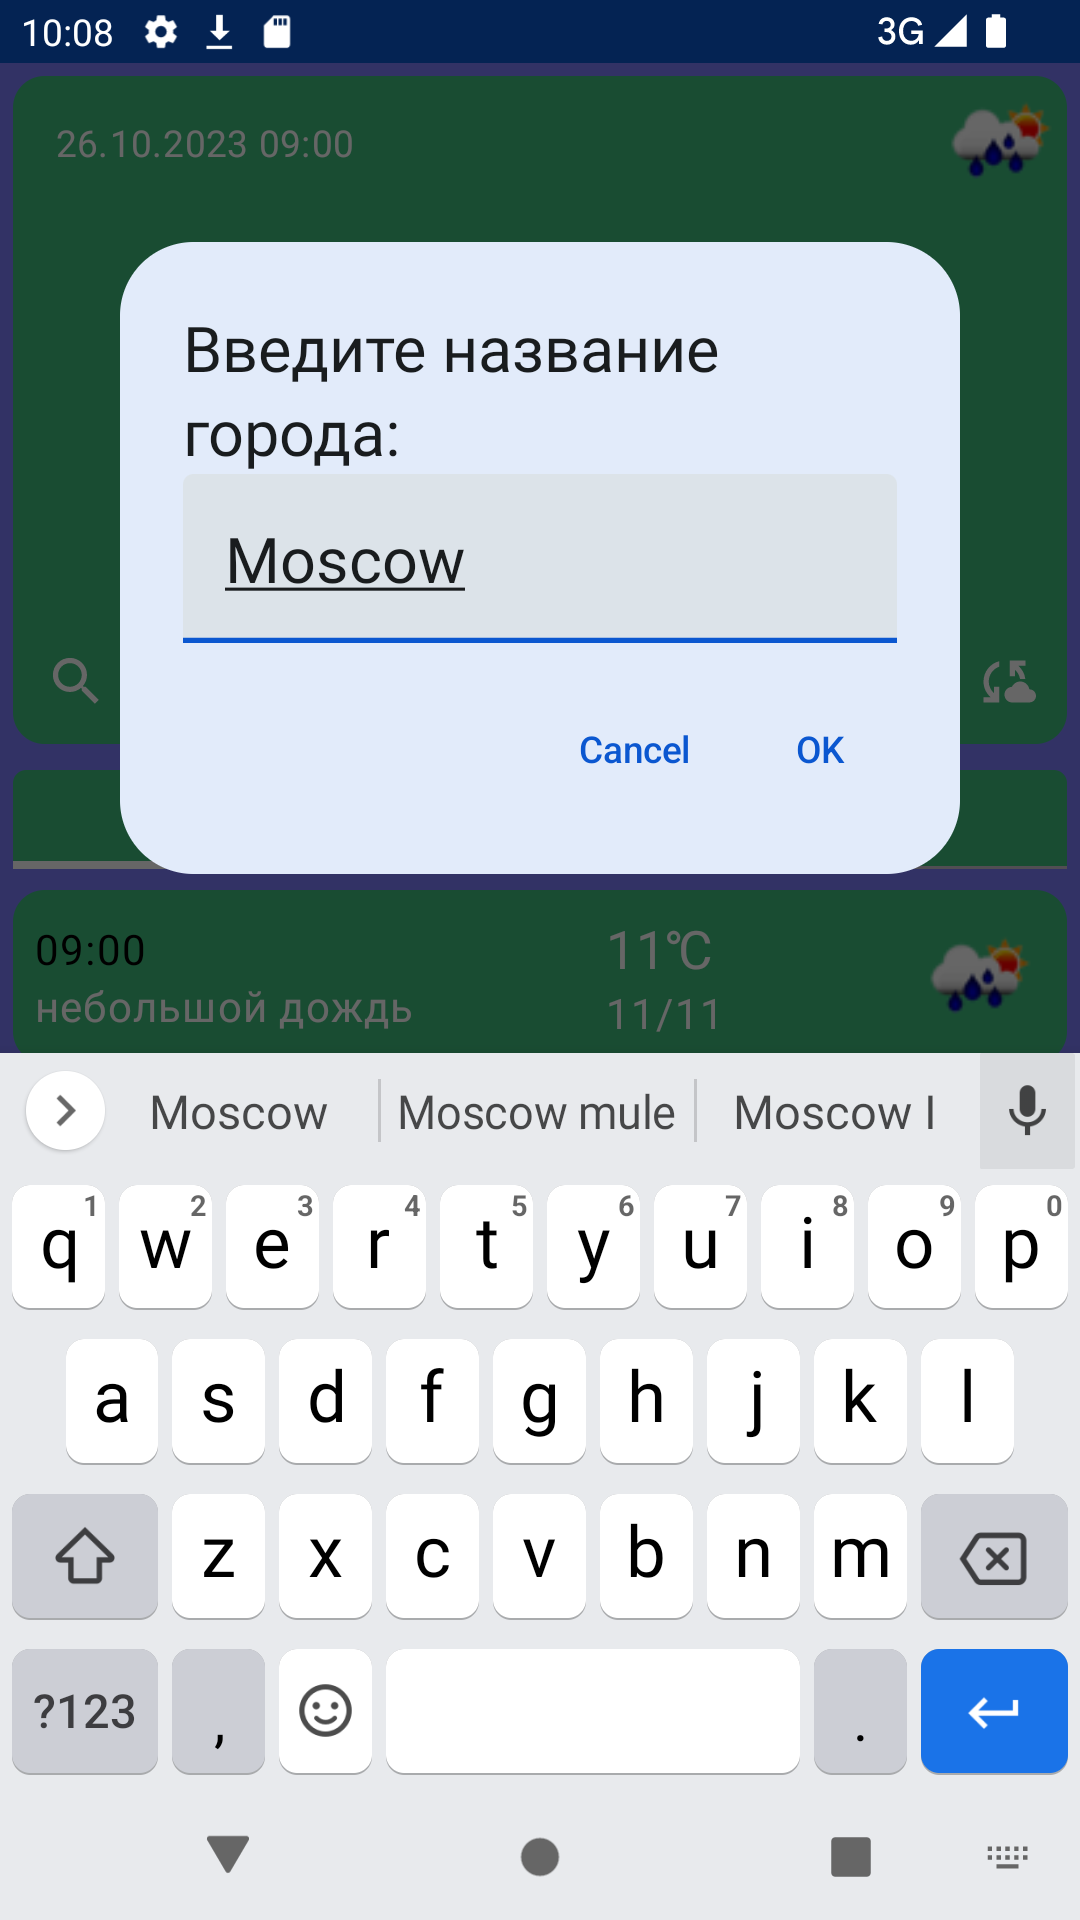 10:08
3G
26.10.2023 09:00
Введите название
города:
Moscow
Cancel OK
09:00
небольшой дождь
11℃
11/11
Moscow Moscow mule Moscow I
1 2 3 4 5 6 7 8 9 0
q w e r t y u i o p
a s d f g h j k l
z x c v b n m
?123 , .